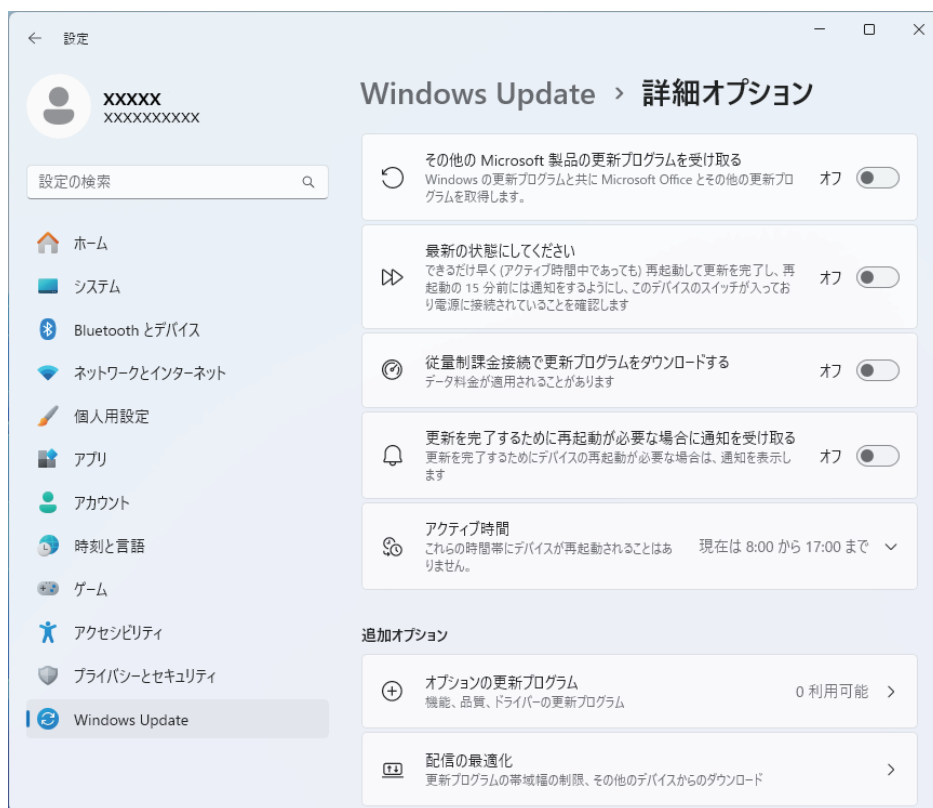 設定
XXXXX
XXXXXXXXXX
設定の検索
ホーム
システム
Bluetooth とデバイス
ネットワークとインターネット
個人用設定
アプリ
アカウント
時刻と言語
ゲーム
アクセシビリティ
プライバシーとセキュリティ
Windows Update
Windows Update › 詳細オプション
その他の Microsoft 製品の更新プログラムを受け取る
Windows の更新プログラムと共に Microsoft Office とその他の更新プロ
グラムを取得します。
オフ
最新の状態にしてください
できるだけ早く (アクティブ時間中であっても) 再起動して更新を完了し、再
起動の 15 分前には通知をするようにし、このデバイスのスイッチが入ってお
り電源に接続されていることを確認します
オフ
従量制課金接続で更新プログラムをダウンロードする
データ料金が適用されることがあります
オフ
更新を完了するために再起動が必要な場合に通知を受け取る
更新を完了するためにデバイスの再起動が必要な場合は、通知を表示し
ます
オフ
アクティブ時間
これらの時間帯にデバイスが再起動されることはあ
りません。
現在は 8:00 から 17:00 まで
追加オプション
オプションの更新プログラム
機能、品質、ドライバーの更新プログラム
0 利用可能
配信の最適化
更新プログラムの帯域幅の制限、その他のデバイスからのダウンロード